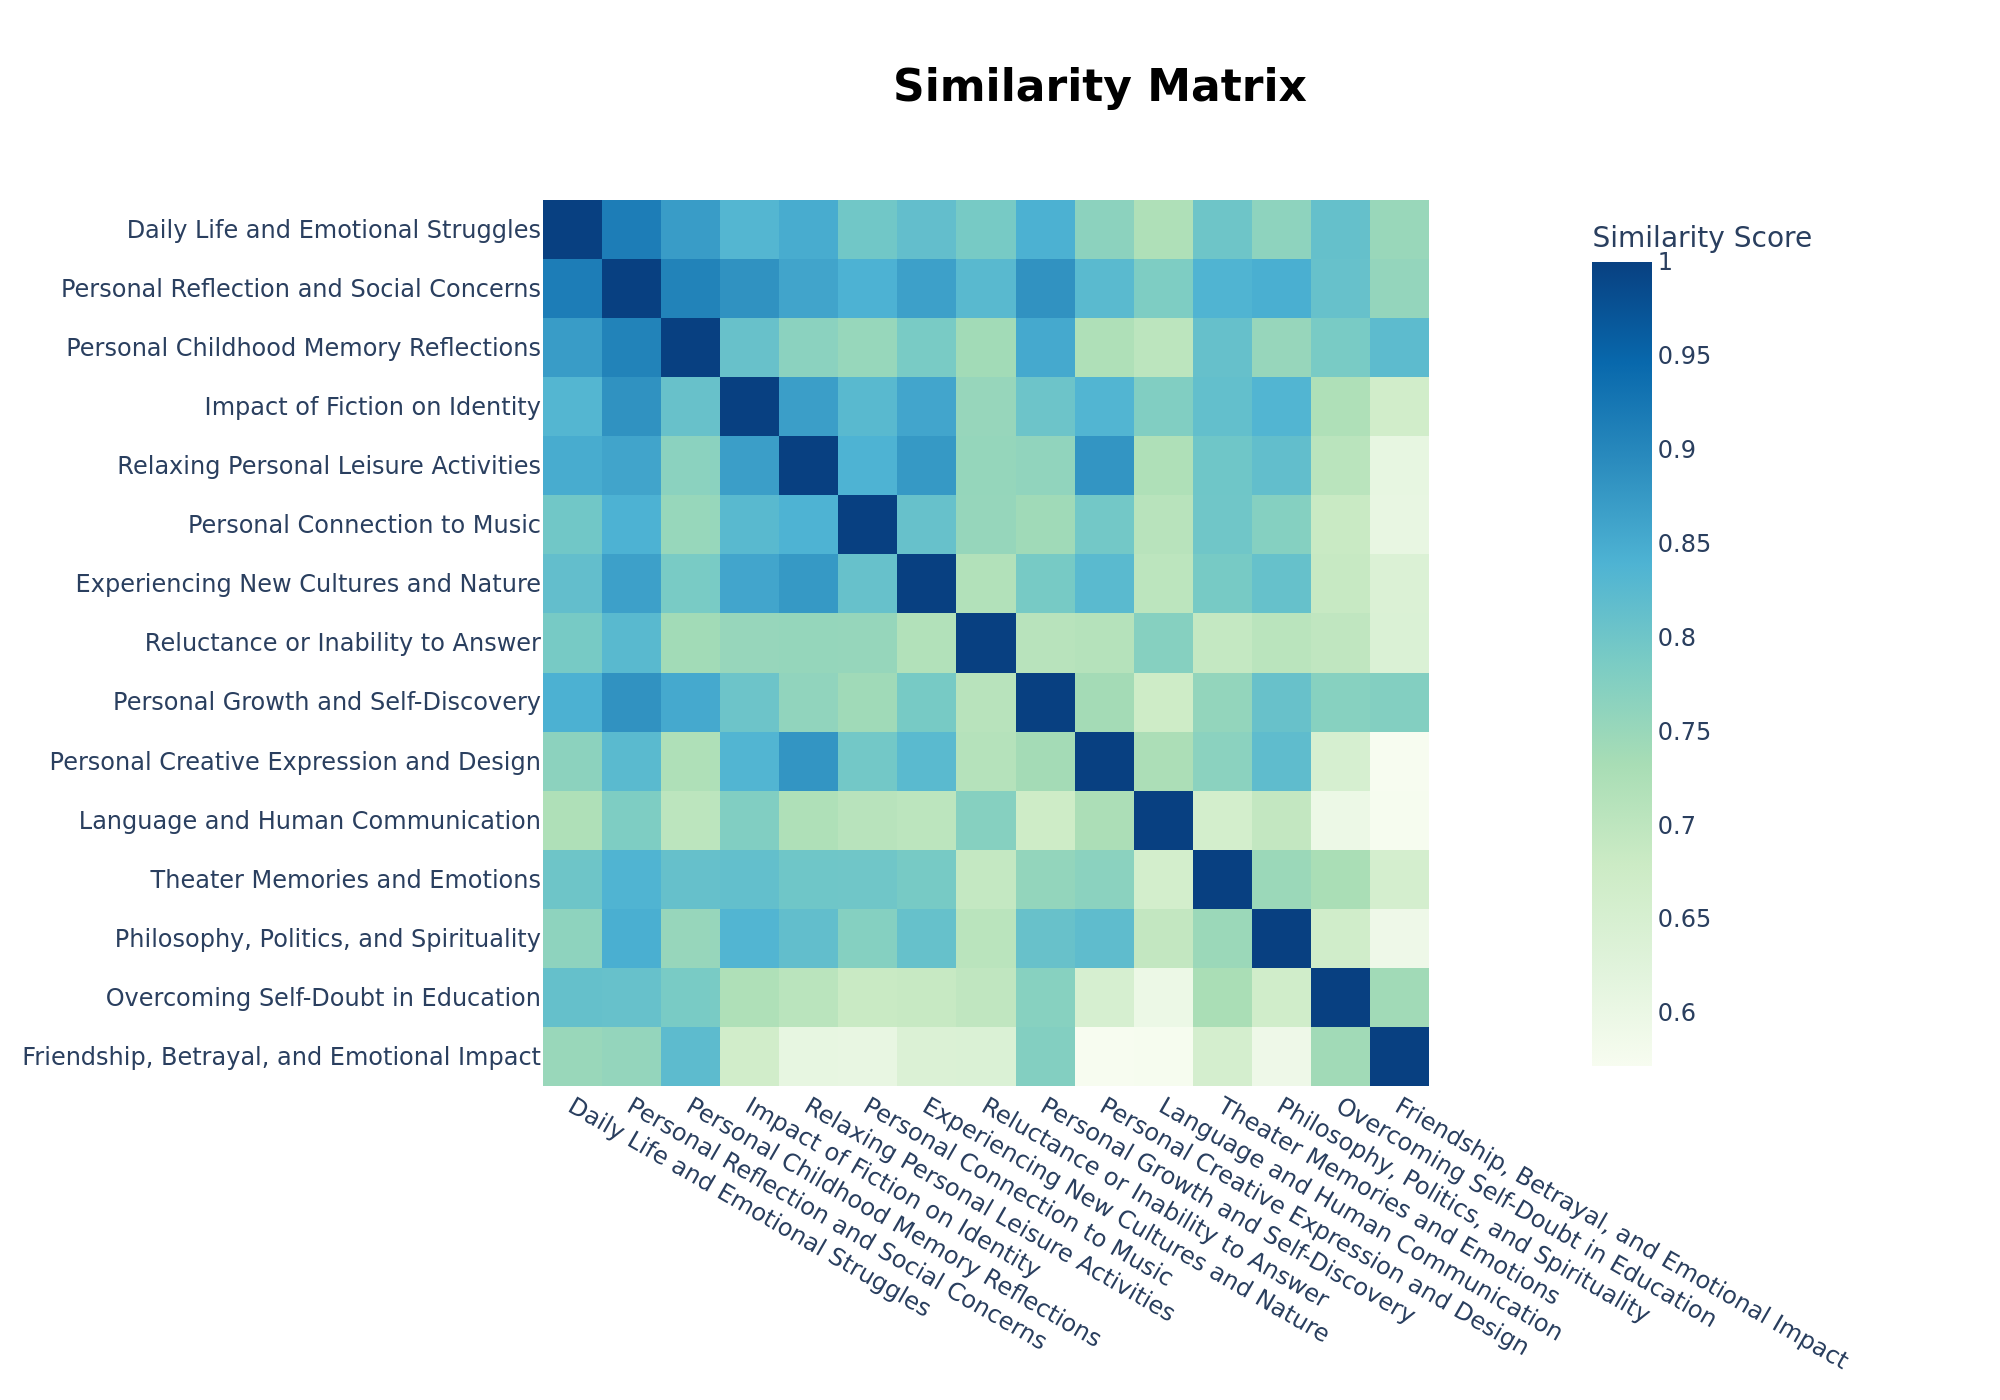 Similarity Matrix
Daily Life and Emotional Struggles
Personal Reflection and Social Concerns
Personal Childhood Memory Reflections
Impact of Fiction on Identity
Relaxing Personal Leisure Activities
Personal Connection to Music
Experiencing New Cultures and Nature
Reluctance or Inability to Answer
Personal Growth and Self-Discovery
Personal Creative Expression and Design
Language and Human Communication
Theater Memories and Emotions
Philosophy, Politics, and Spirituality
Overcoming Self-Doubt in Education
Friendship, Betrayal, and Emotional Impact
Daily Life and Emotional Struggles
Personal Reflection and Social Concerns
Personal Childhood Memory Reflections
Impact of Fiction on Identity
Relaxing Personal Leisure Activities
Personal Connection to Music
Experiencing New Cultures and Nature
Reluctance or Inability to Answer
Personal Growth and Self-Discovery
Personal Creative Expression and Design
Language and Human Communication
Theater Memories and Emotions
Philosophy, Politics, and Spirituality
Overcoming Self-Doubt in Education
Friendship, Betrayal, and Emotional Impact
Similarity Score
1
0.95
0.9
0.85
0.8
0.75
0.7
0.65
0.6